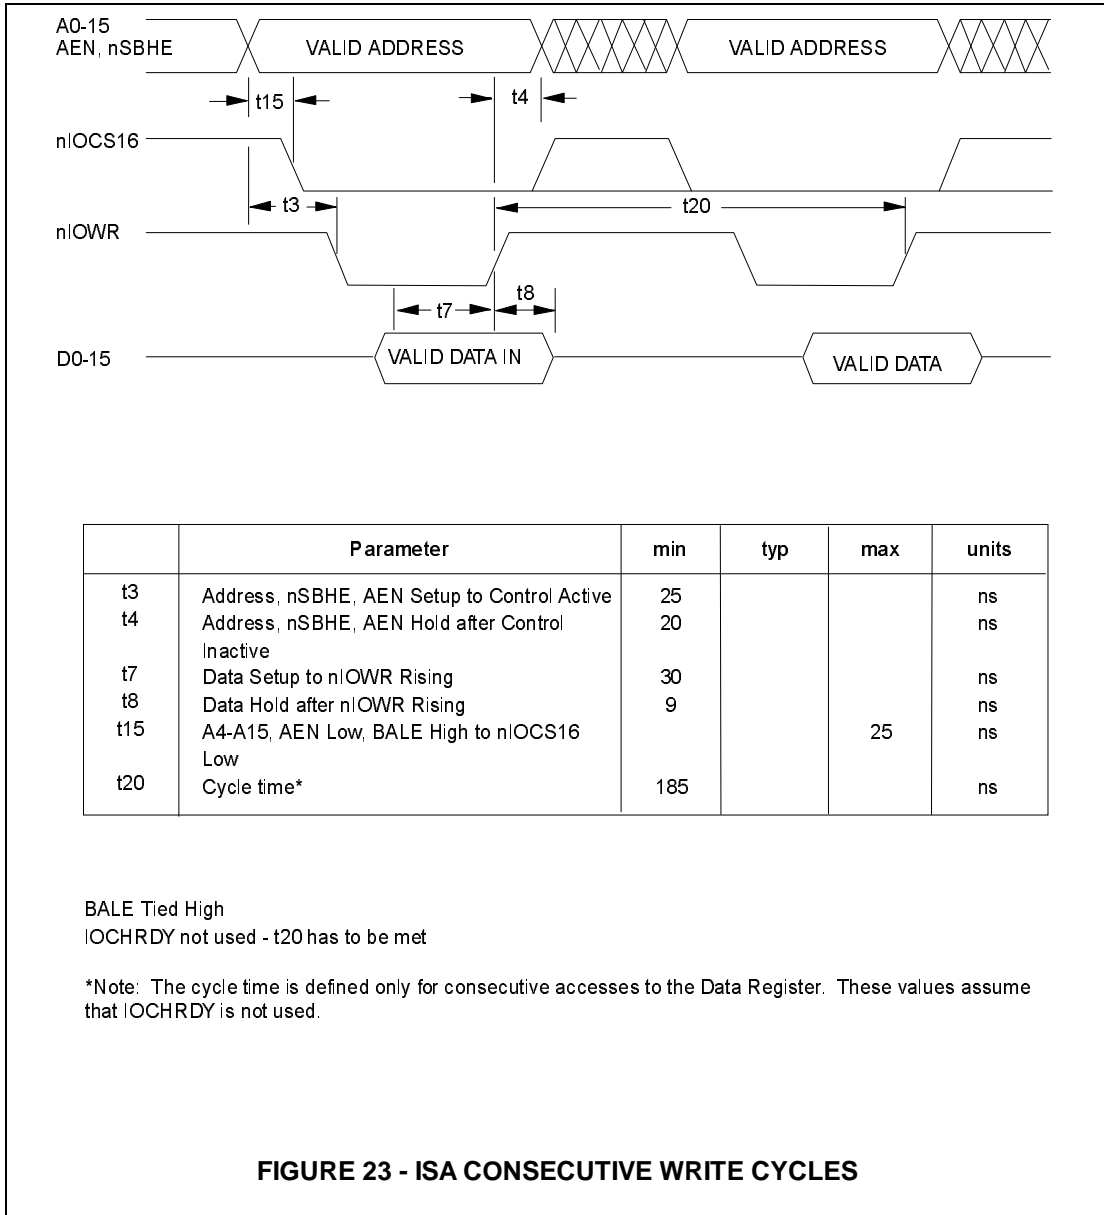 A0-15
AEN, nSBHE
VALID ADDRESS
VALID ADDRESS
t15
t4
nIOCS16
t3
t20
nIOWR
t7
t8
D0-15
VALID DATA IN
VALID DATA
Parameter min typ max units
t3 Address, nSBHE, AEN Setup to Control Active 25 ns
t4 Address, nSBHE, AEN Hold after Control 20 ns
Inactive
t7 Data Setup to nIOWR Rising 30 ns
t8 Data Hold after nIOWR Rising 9 ns
t15 A4-A15, AEN Low, BALE High to nIOCS16 25 ns
Low
t20 Cycle time* 185 ns
BALE Tied High
IOCHRDY not used - t20 has to be met
*Note: The cycle time is defined only for consecutive accesses to the Data Register. These values assume
that IOCHRDY is not used.
FIGURE 23 - ISA CONSECUTIVE WRITE CYCLES